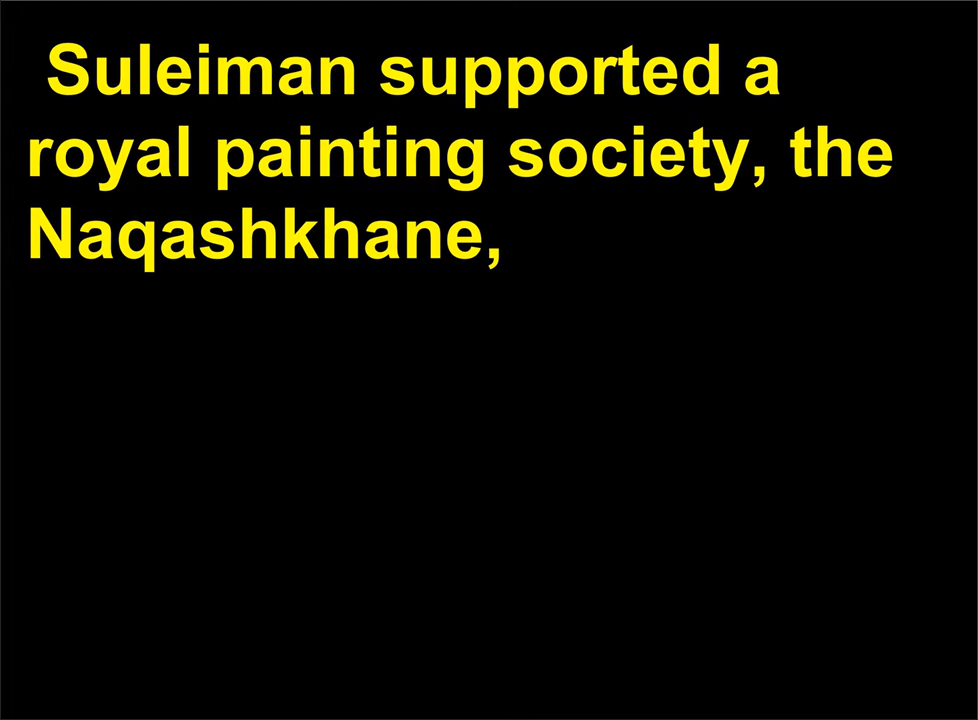 Suleiman supported a
royal painting society, the
Naqashkhane,